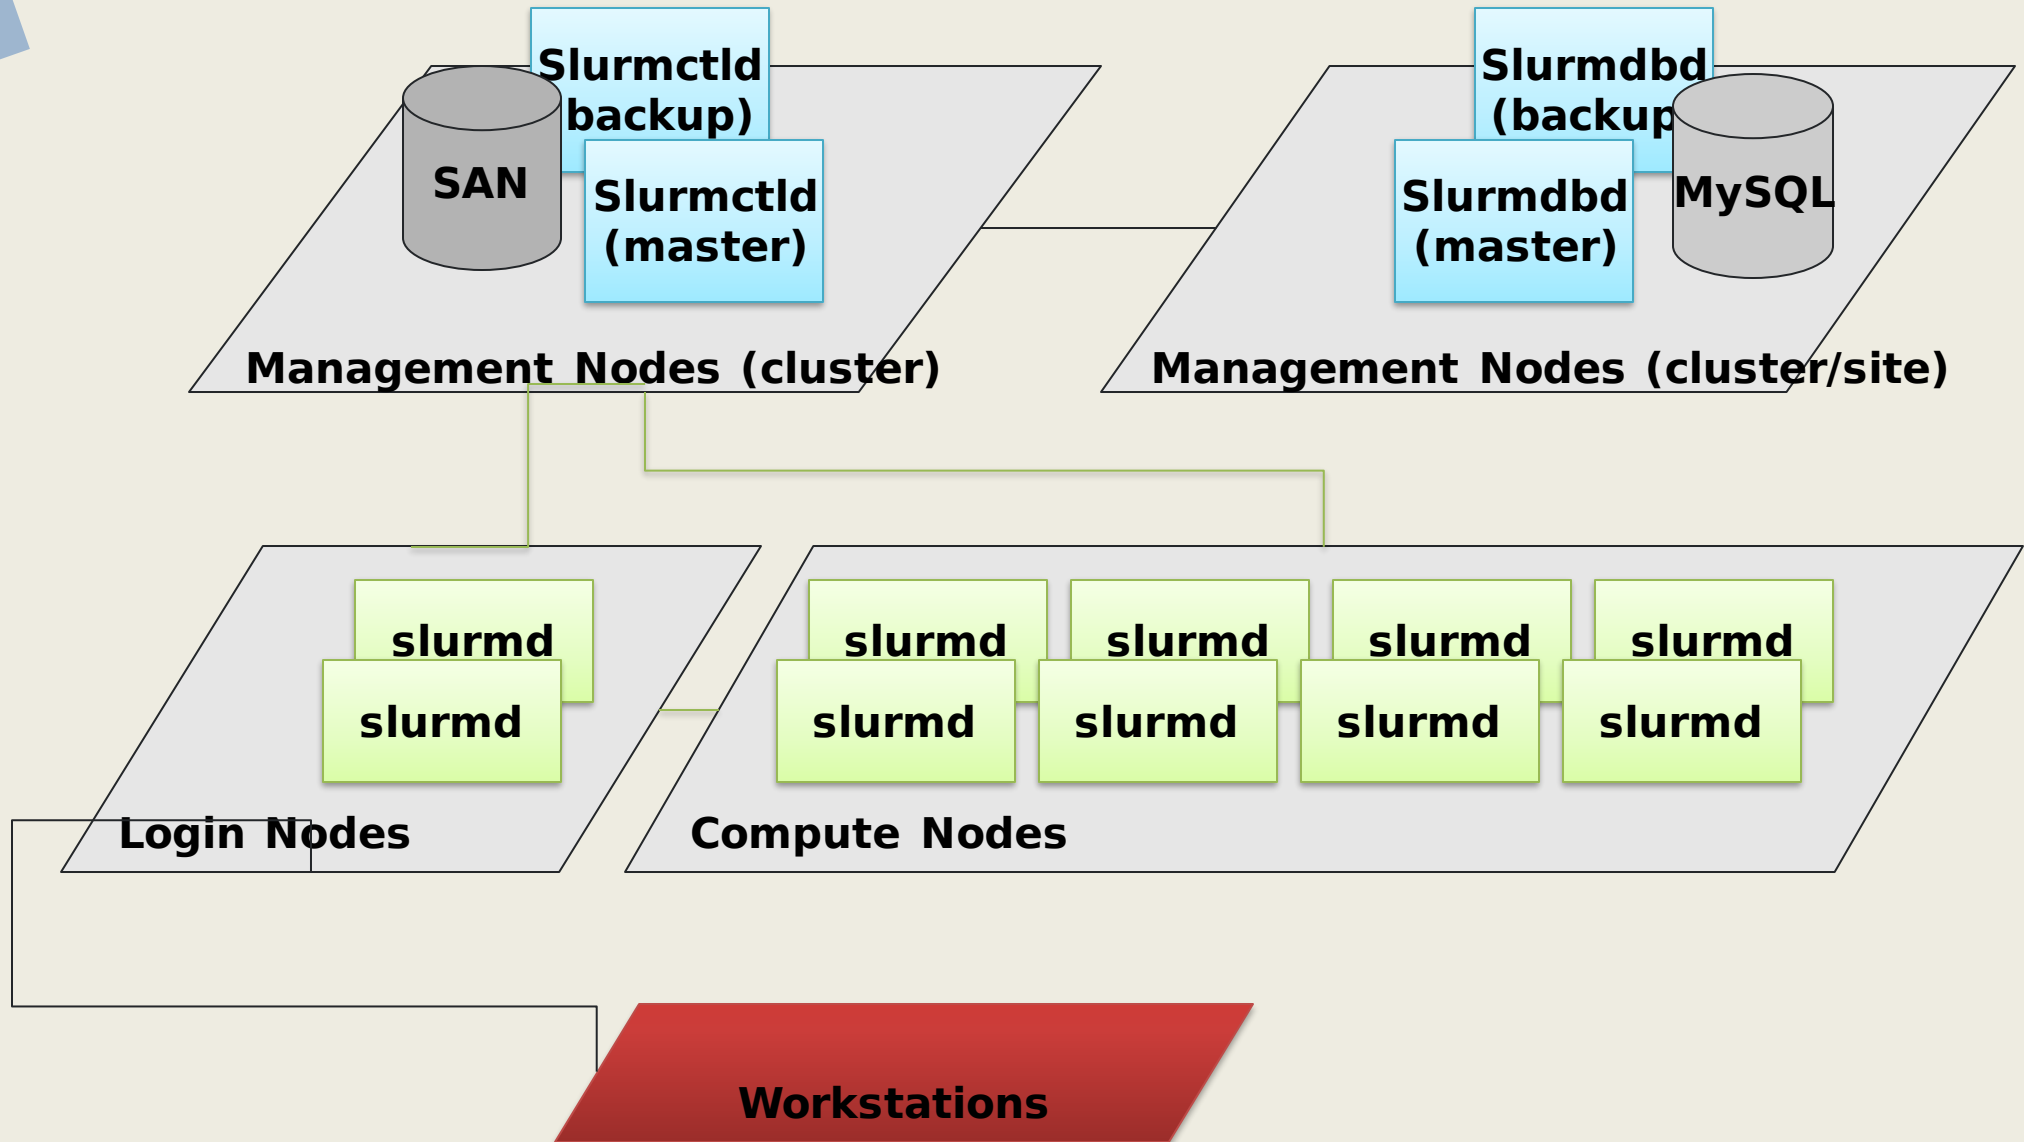 Slurmctld
backup)
SAN
Slurmctld
(master)
Management Nodes (cluster)
Slurmdbd
(backup
MySQL
Slurmdbd
(master)
Management Nodes (cluster/site)
slurmd
slurmd
Login Nodes
slurmd
slurmd
slurmd
slurmd
slurmd
slurmd
slurmd
slurmd
Compute Nodes
Workstations